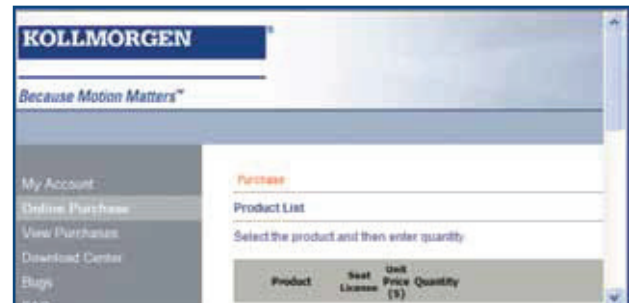 KOLLMORGEN®
Because Motion Matters™
My Account
Online Purchase
View Purchases
Download Center
Bugs
Purchase
Product List
Select the product and then enter quantity
Product
Seat License
Unit Price ($)
Quantity